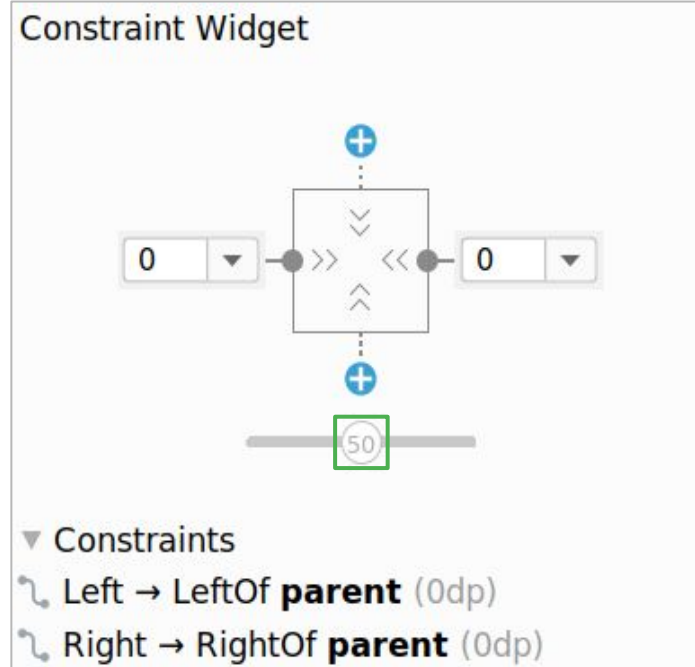 Constraint Widget
0 0
50
Constraints
Left → LeftOf parent (0dp)
Right → RightOf parent (0dp)